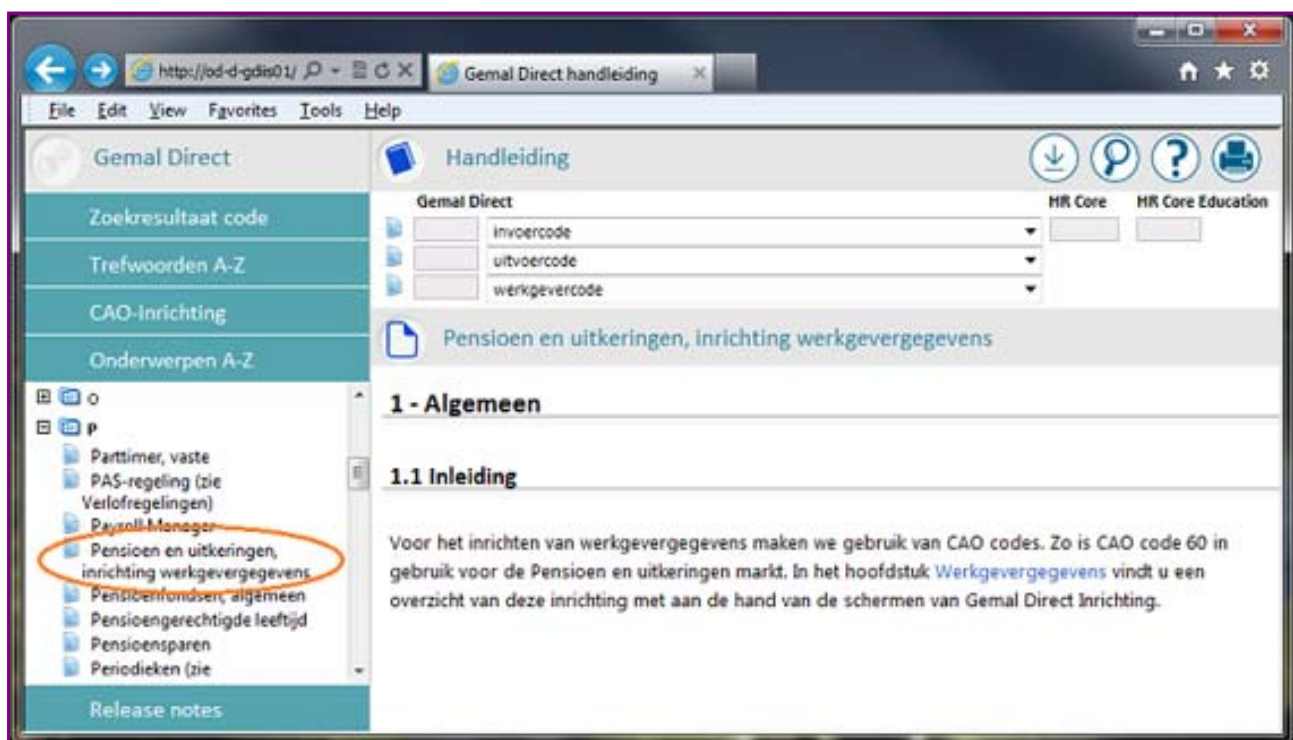 http://od-d-gdiis01/
Gemal Direct handleiding
File Edit View Favorites Tools Help
Gemal Direct
Handleiding
Zoekresultaat code
Trefwoorden A-Z
CAO-Inrichting
Onderwerpen A-Z
O
P
Parttimer, vaste
PAS-regeling (zie
Verlofregelingen)
Payroll Manager
Pensioen en uitkeringen,
inrichting werkgevergegevens
Pensioenfondsen, algemeen
Pensioengerechtigde leeftijd
Pensioensparen
Periodieken (zie
Release notes
Gemal Direct HR Core HR Core Education
invoercode
uitvoercode
werkgevercode
Pensioen en uitkeringen, inrichting werkgevergegevens
1 - Algemeen
1.1 Inleiding
Voor het inrichten van werkgevergegevens maken we gebruik van CAO codes. Zo is CAO code 60 in
gebruik voor de Pensioen en uitkeringen markt. In het hoofdstuk Werkgevergegevens vindt u een
overzicht van deze inrichting met aan de hand van de schermen van Gemal Direct Inrichting.